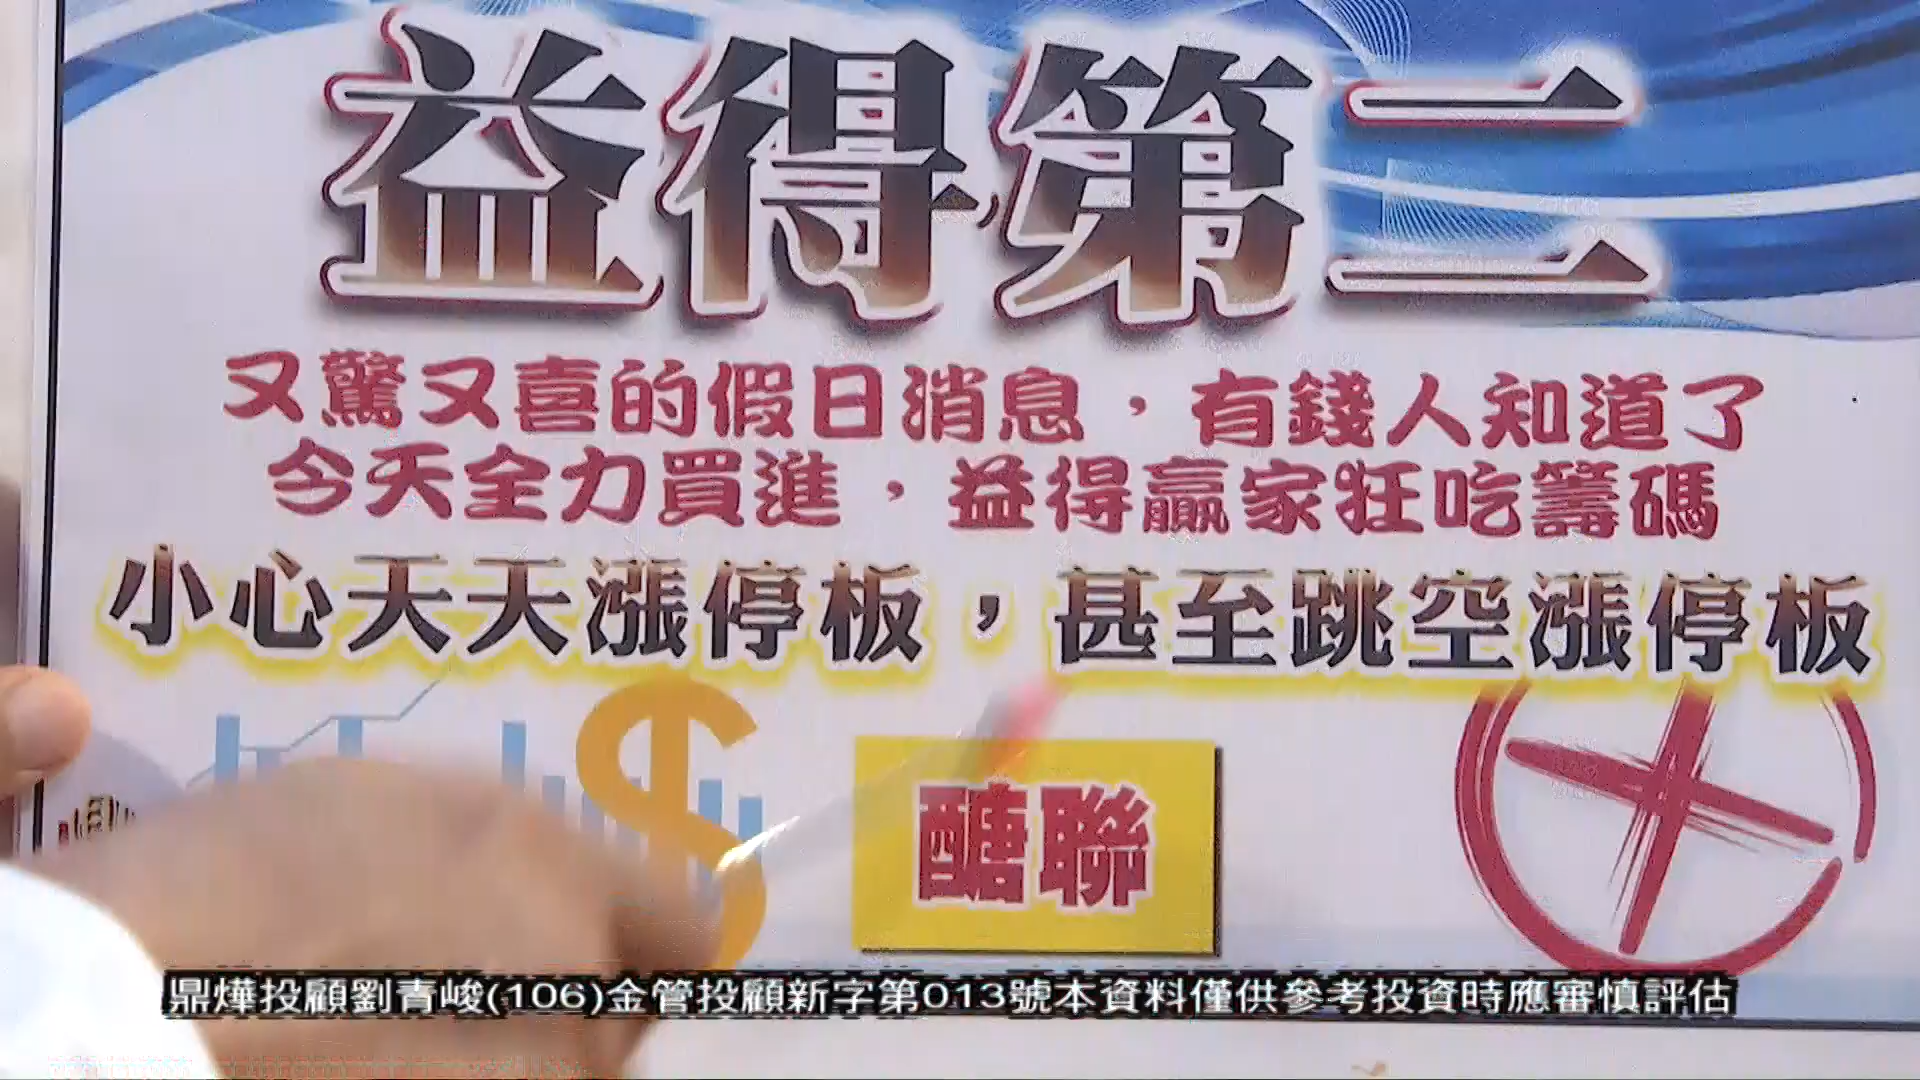 益得第二
又驚又喜的假日消息，有錢人知道了
今天全力買進，益得贏家狂吃籌碼
小心天天漲停板，甚至跳空漲停板
醣聯
鼎燁投顧劉青峻(106)金管投顧新字第013號本資料僅供參考投資時應審慎評估